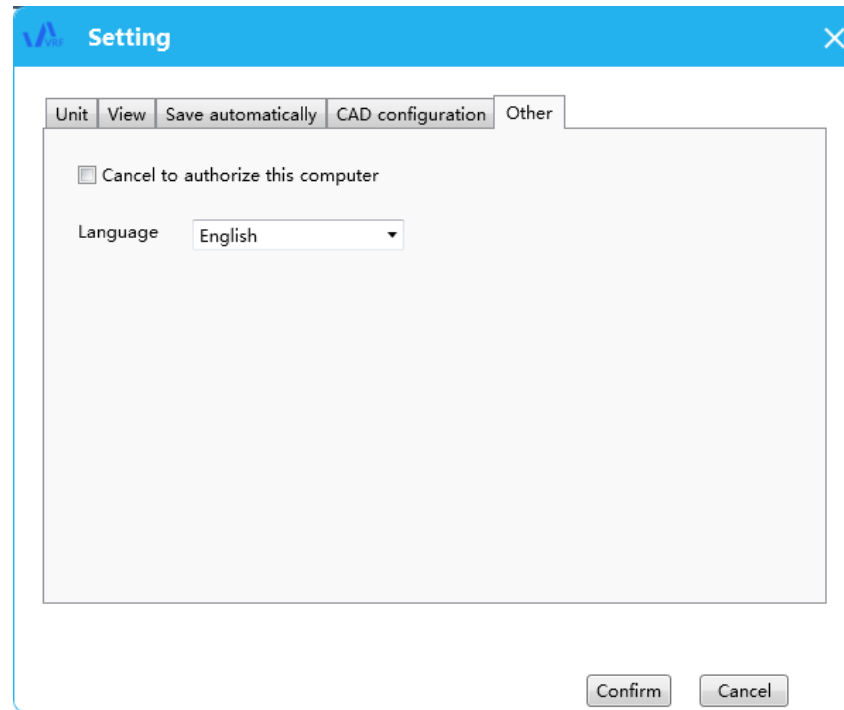 VRF Setting
Unit View Save automatically CAD configuration Other
Cancel to authorize this computer
Language English
Confirm Cancel